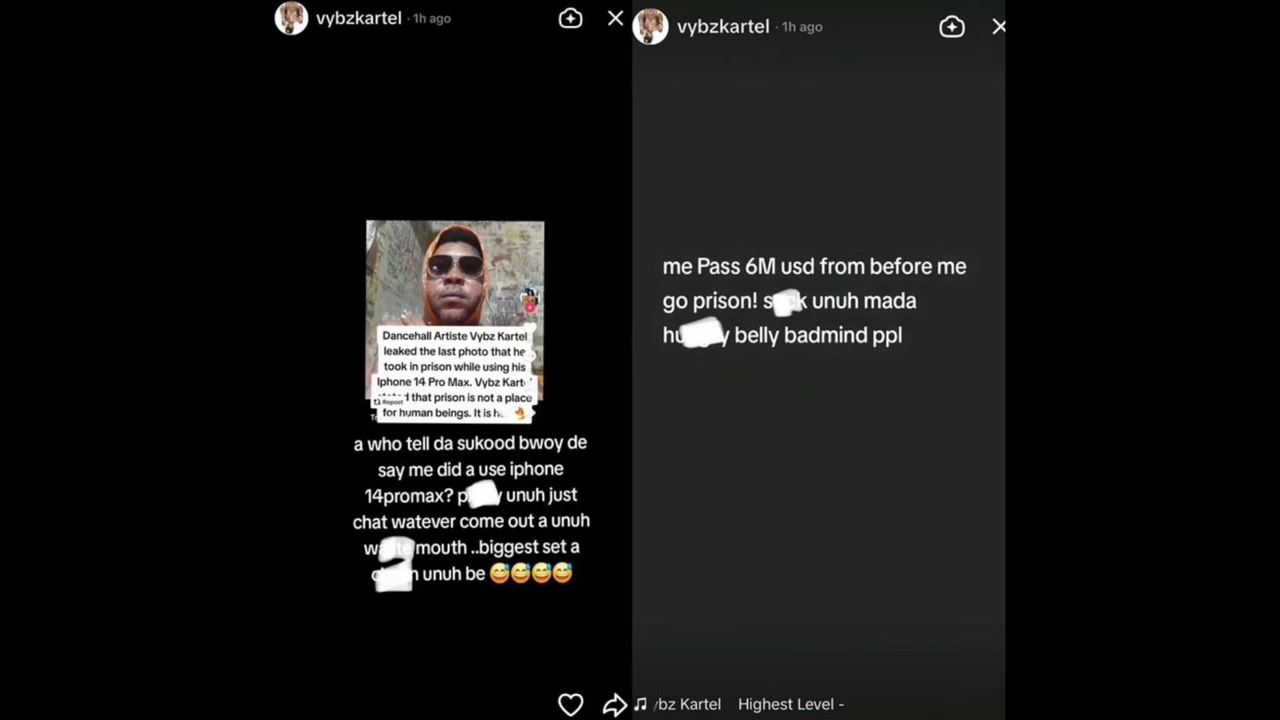 vybzkartel · 1h ago
Dancehall Artiste Vybz Kartel
leaked the last photo that he
took in prison while using his
Iphone 14 Pro Max. Vybz Kart
that prison is not a place
Repost
for human beings. It is
a who tell da sukood bwoy de
say me did a use iphone
14promax? unuh just
chat watever come out a unuh
mouth ..biggest set a
unuh be 😅😅😅😅
vybzkartel · 1h ago
me Pass 6M usd from before me
go prison! unuh mada
belly badmind ppl
ybz Kartel Highest Level -